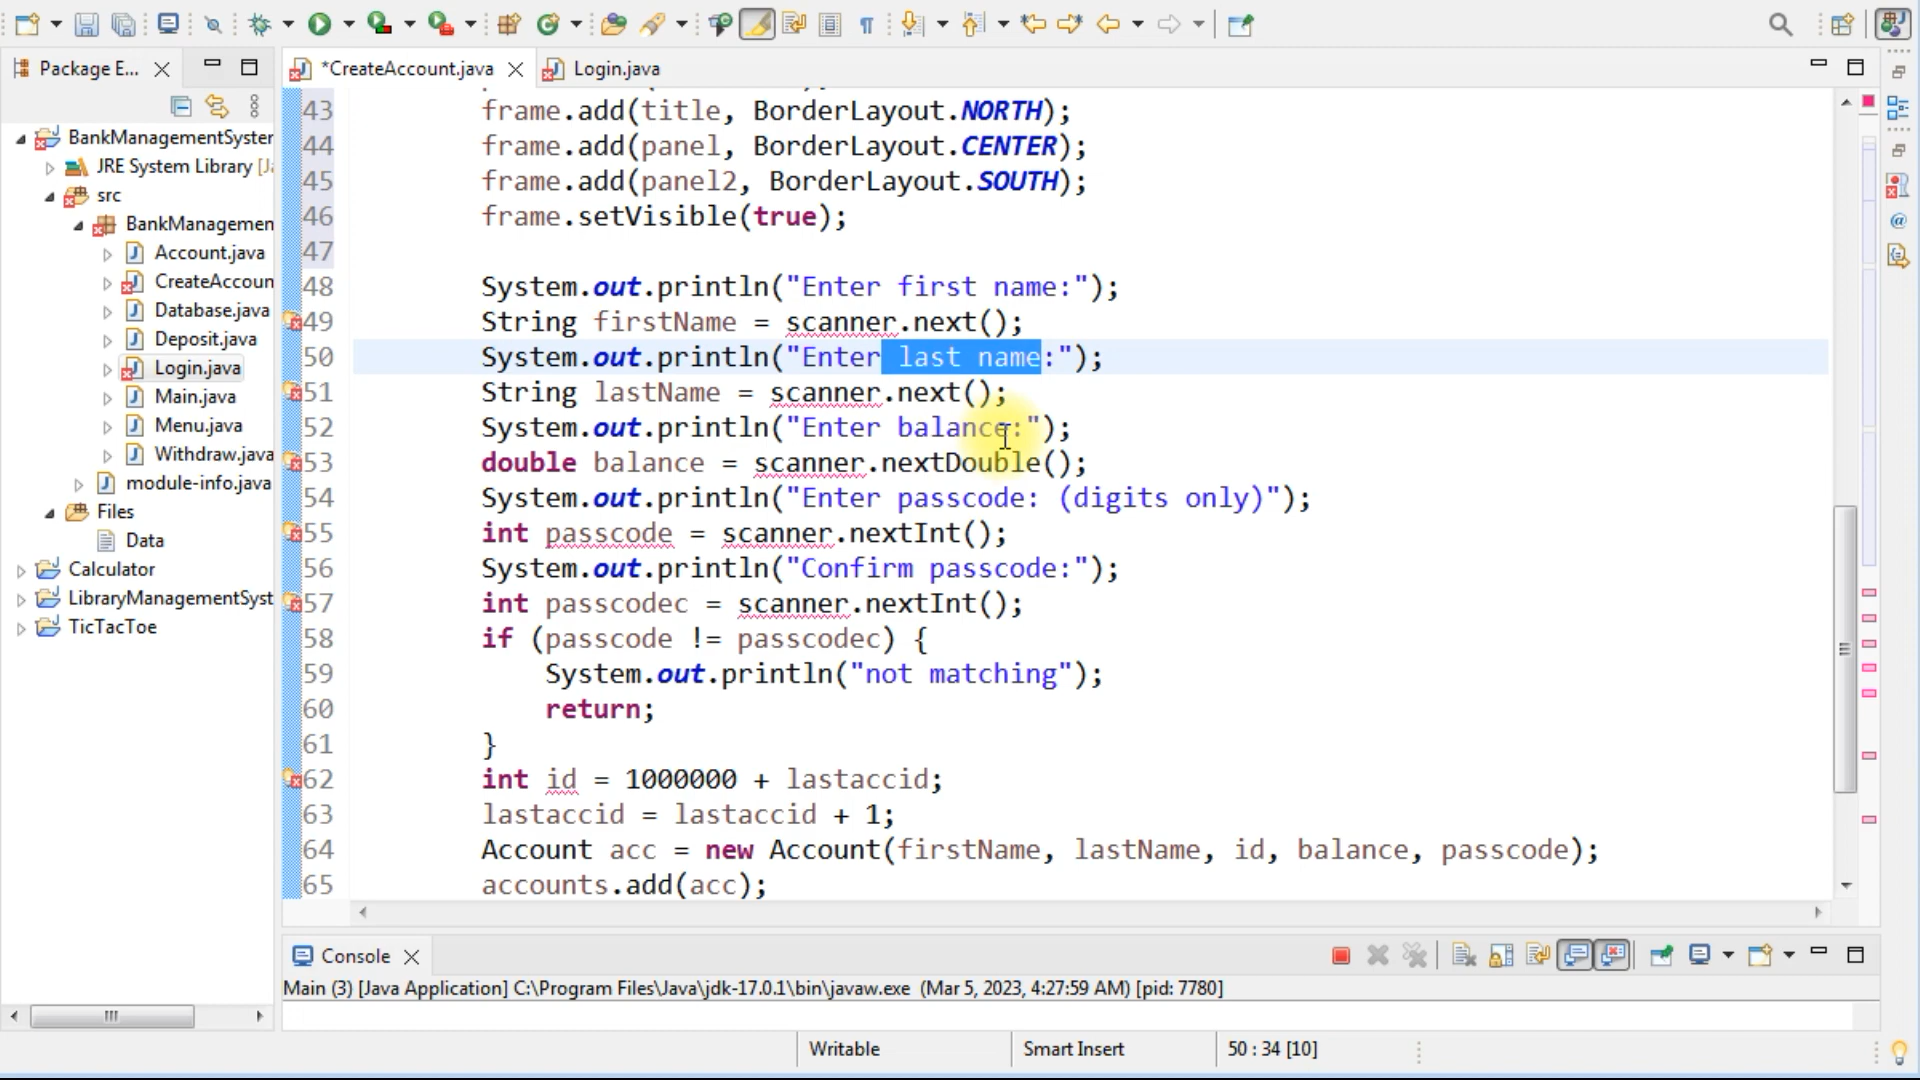 Package E...
*CreateAccount.java
Login.java
BankManagementSyster
JRE System Library [Ja
src
BankManagemen
Account.java
CreateAccoun
Database.java
Deposit.java
Login.java
Main.java
Menu.java
Withdraw.java
module-info.java
Files
Data
Calculator
LibraryManagementSyst
TicTacToe
43 frame.add(title, BorderLayout.NORTH);
44 frame.add(panel, BorderLayout.CENTER);
45 frame.add(panel2, BorderLayout.SOUTH);
46 frame.setVisible(true);
47
48 System.out.println("Enter first name:");
49 String firstName = scanner.next();
50 System.out.println("Enter last name:");
51 String lastName = scanner.next();
52 System.out.println("Enter balance:");
53 double balance = scanner.nextDouble();
54 System.out.println("Enter passcode: (digits only)");
55 int passcode = scanner.nextInt();
56 System.out.println("Confirm passcode:");
57 int passcodec = scanner.nextInt();
58 if (passcode != passcodec) {
59 System.out.println("not matching");
60 return;
61 }
62 int id = 1000000 + lastaccid;
63 lastaccid = lastaccid + 1;
64 Account acc = new Account(firstName, lastName, id, balance, passcode);
65 accounts.add(acc);
Console
Main (3) [Java Application] C:\Program Files\Java\jdk-17.0.1\bin\javaw.exe (Mar 5, 2023, 4:27:59 AM) [pid: 7780]
Writable
Smart Insert
50 : 34 [10]